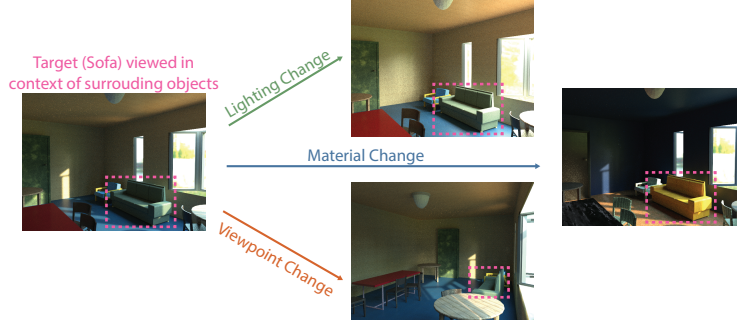 Target (Sofa) viewed in
context of surrouding objects
Lighting Change
Material Change
Viewpoint Change